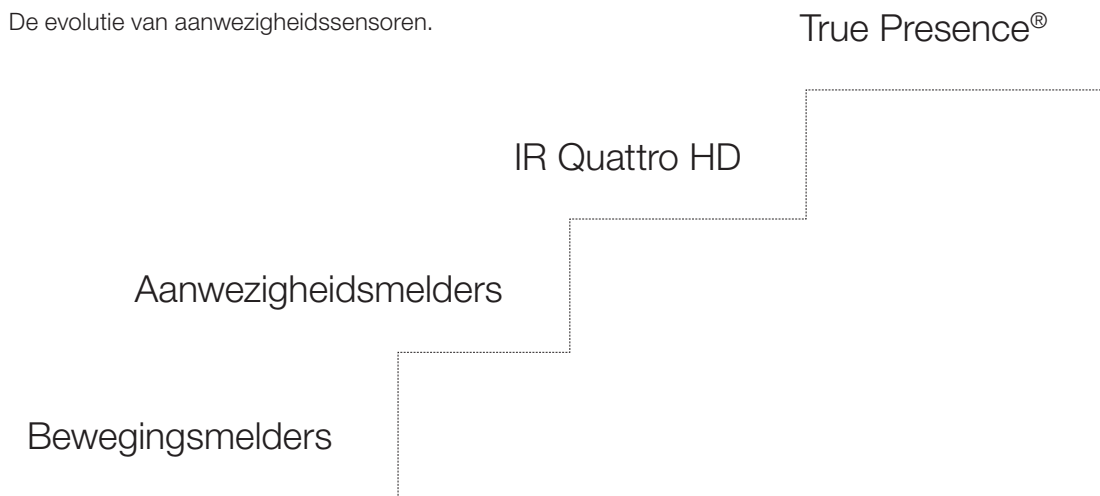 De evolutie van aanwezigheidssensoren.
True Presence®
IR Quattro HD
Aanwezigheidsmelders
Bewegingsmelders